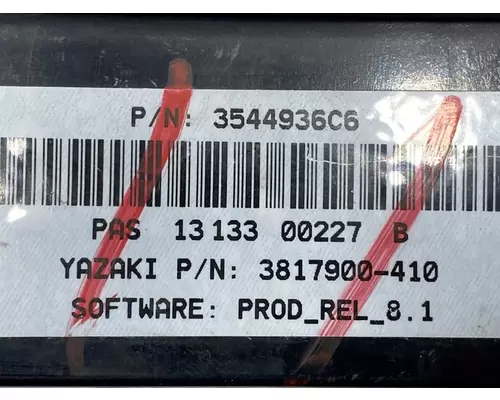 P/N: 3544936C6
PAS 13133 00227 B
YAZAKI P/N: 3817900-410
SOFTWARE: PROD_REL_8.1